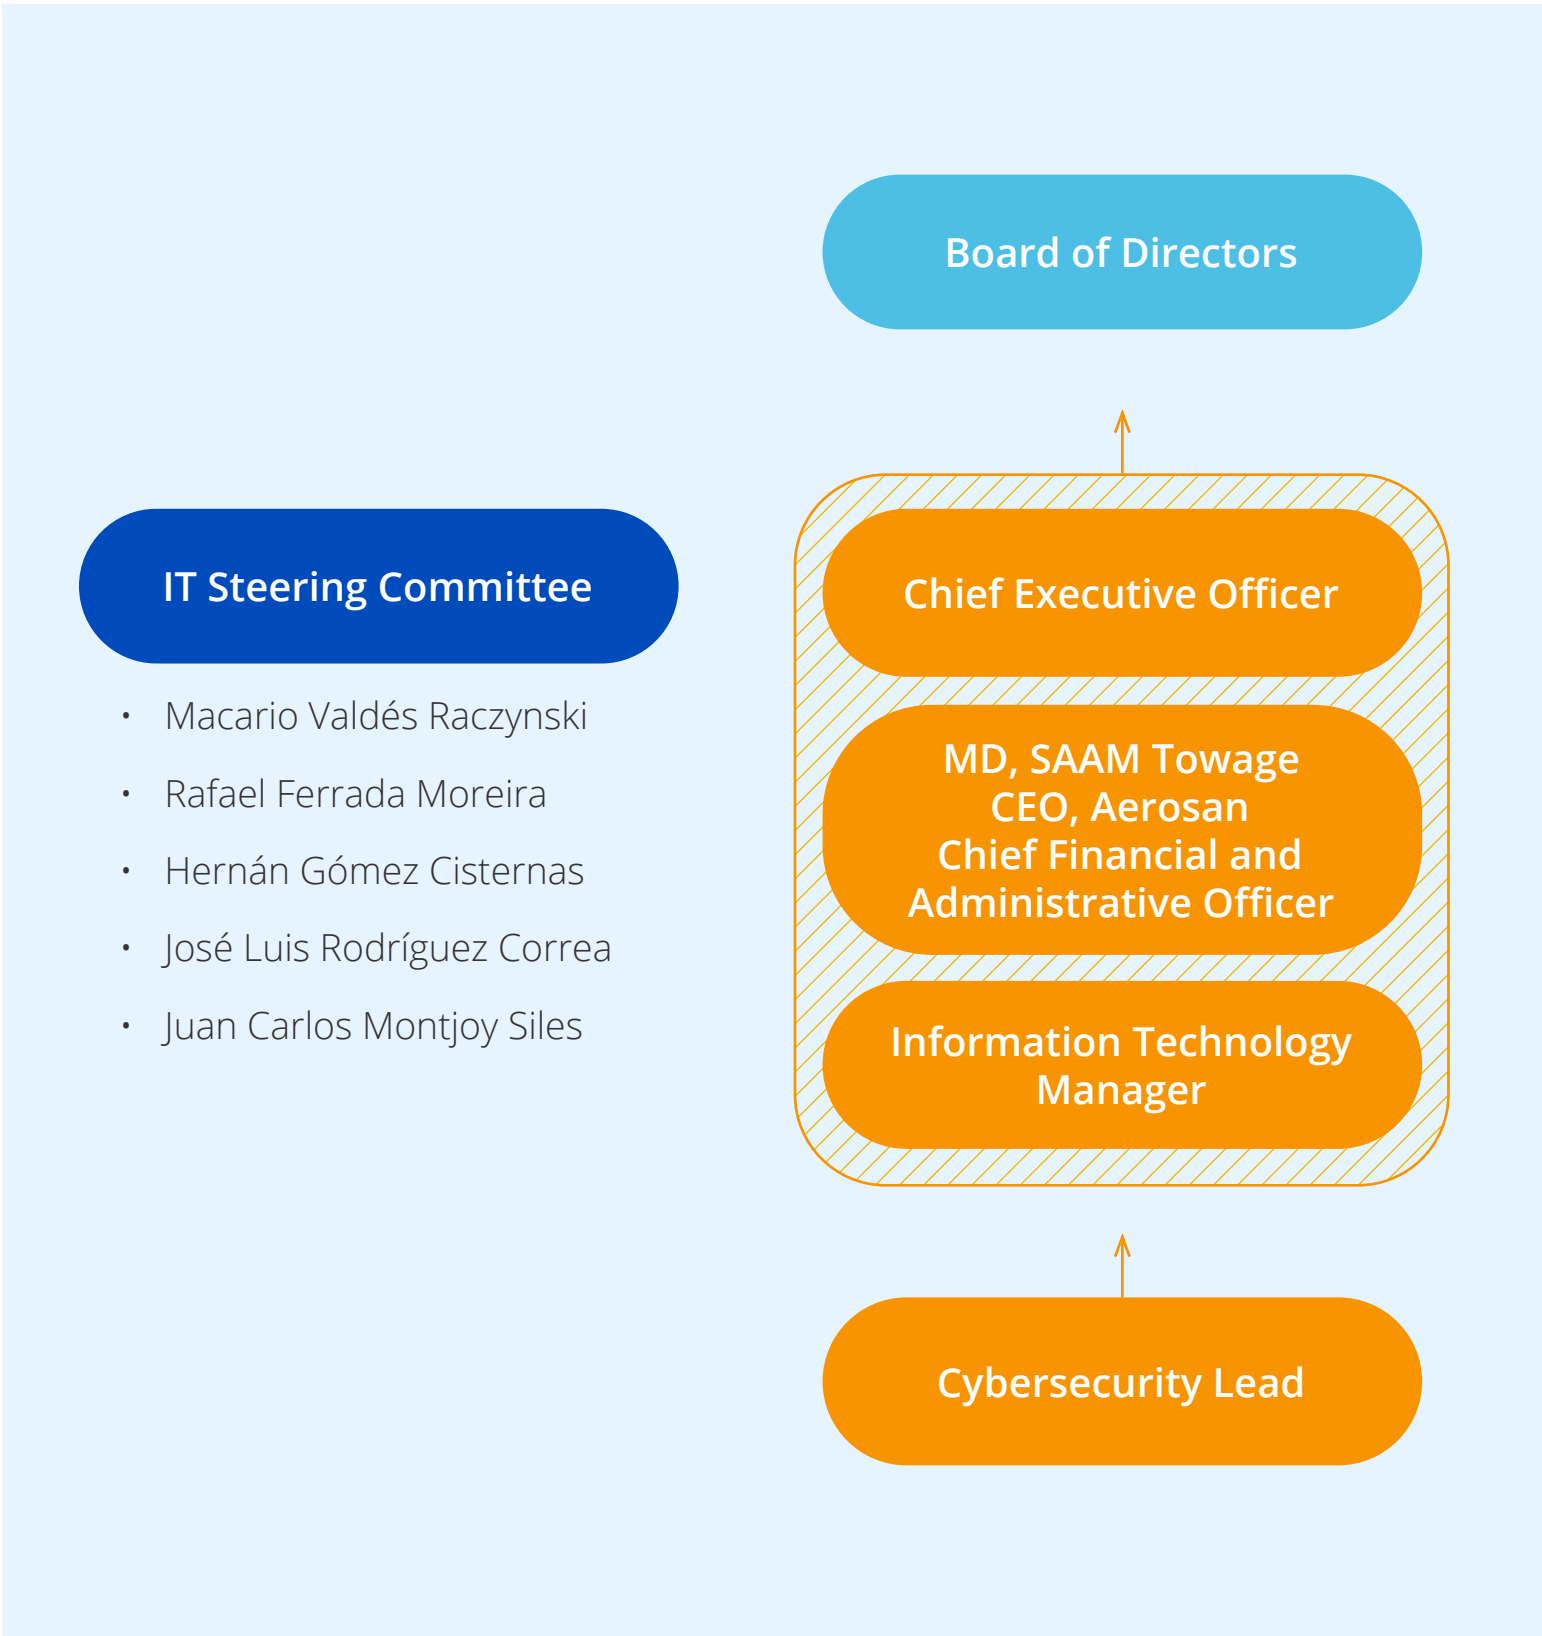 Board of Directors
IT Steering Committee
• Macario Valdés Raczynski
• Rafael Ferrada Moreira
• Hernán Gómez Cisternas
• José Luis Rodríguez Correa
• Juan Carlos Montjoy Siles
Chief Executive Officer
MD, SAAM Towage
CEO, Aerosan
Chief Financial and
Administrative Officer
Information Technology
Manager
Cybersecurity Lead